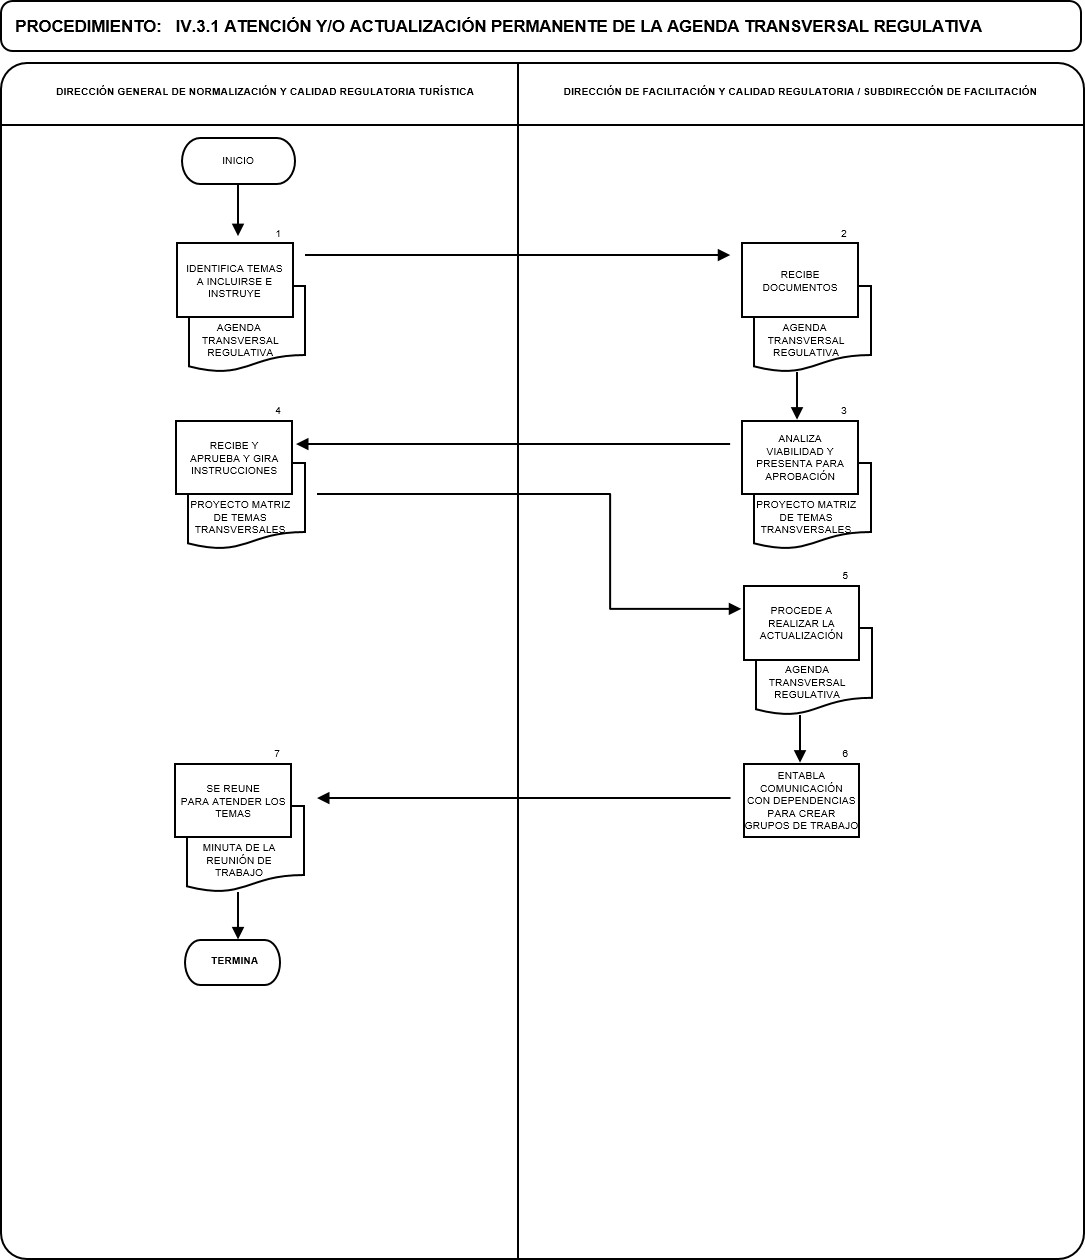 PROCEDIMIENTO: IV.3.1 ATENCIÓN Y/O ACTUALIZACIÓN PERMANENTE DE LA AGENDA TRANSVERSAL REGULATIVA
DIRECCIÓN GENERAL DE NORMALIZACIÓN Y CALIDAD REGULATORIA TURÍSTICA
DIRECCIÓN DE FACILITACIÓN Y CALIDAD REGULATORIA / SUBDIRECCIÓN DE FACILITACIÓN
INICIO
1
IDENTIFICA TEMAS
A INCLUIRSE E
INSTRUYE
AGENDA
TRANSVERSAL
REGULATIVA
2
RECIBE
DOCUMENTOS
AGENDA
TRANSVERSAL
REGULATIVA
3
ANALIZA
VIABILIDAD Y
PRESENTA PARA
APROBACIÓN
PROYECTO MATRIZ
DE TEMAS
TRANSVERSALES
4
RECIBE Y
APRUEBA Y GIRA
INSTRUCCIONES
PROYECTO MATRIZ
DE TEMAS
TRANSVERSALES
5
PROCEDE A
REALIZAR LA
ACTUALIZACIÓN
AGENDA
TRANSVERSAL
REGULATIVA
6
ENTABLA
COMUNICACIÓN
CON DEPENDENCIAS
PARA CREAR
GRUPOS DE TRABAJO
7
SE REUNE
PARA ATENDER LOS
TEMAS
MINUTA DE LA
REUNIÓN DE
TRABAJO
TERMINA